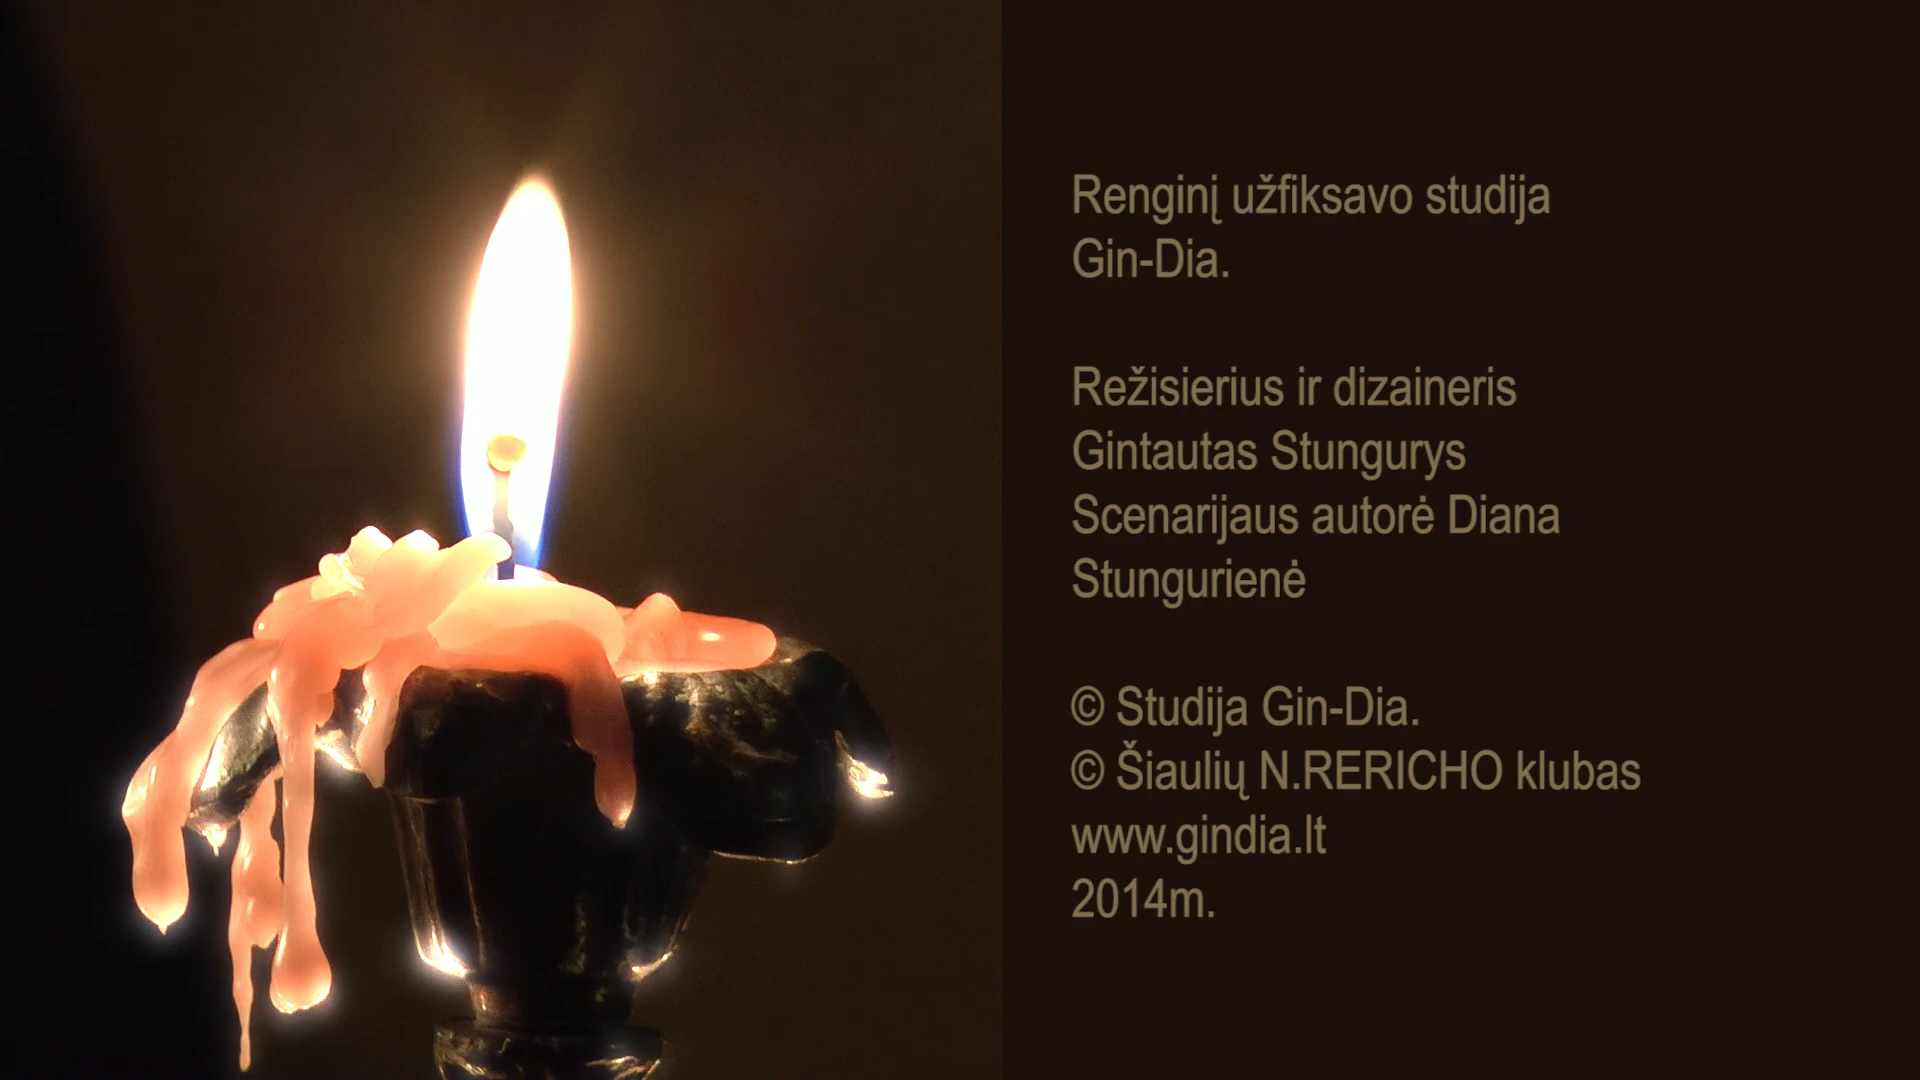 Renginį užfiksavo studija
Gin-Dia.
Režisierius ir dizaineris
Gintautas Stungurys
Scenarijaus autorė Diana
Stungurienė
© Studija Gin-Dia.
© Šiaulių N.RERICHO klubas
www.gindia.lt
2014m.